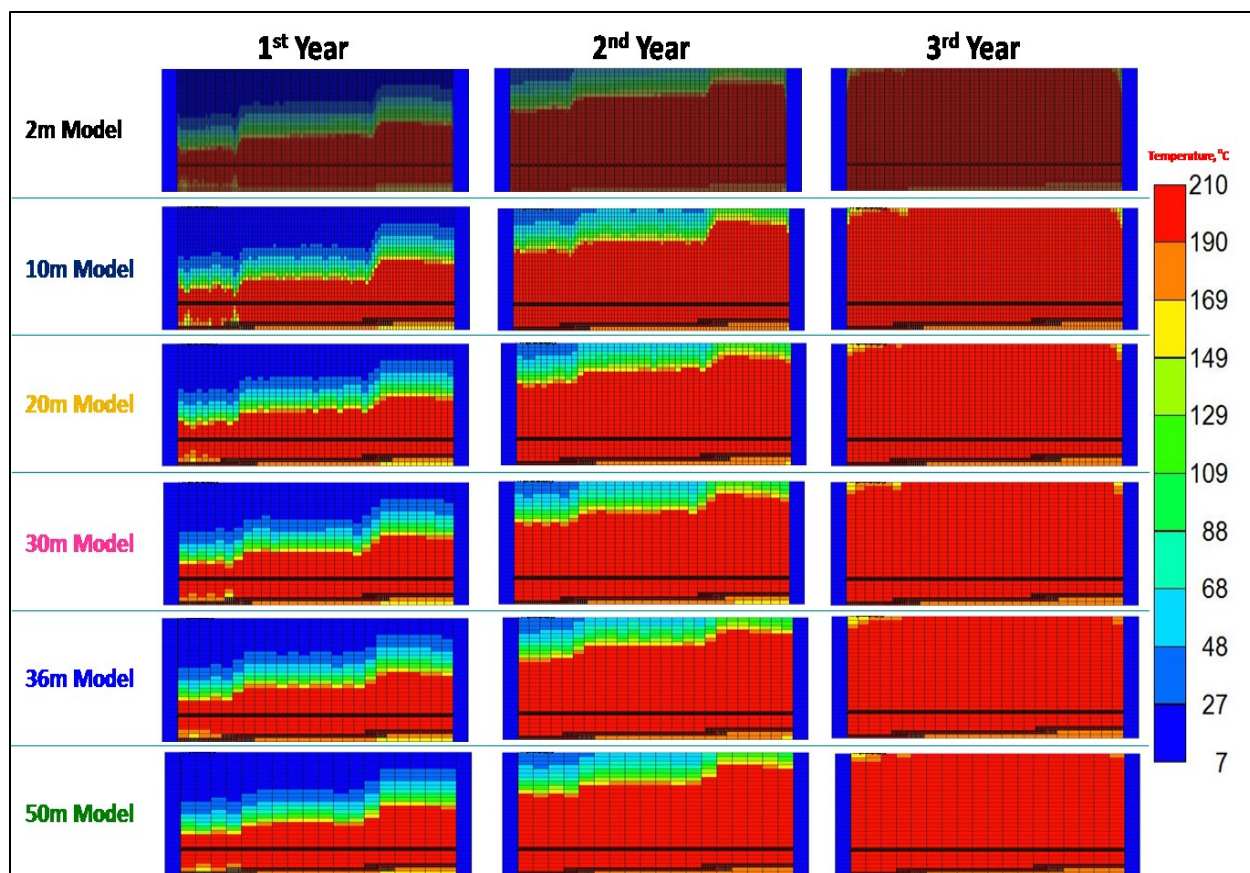 1st Year
2nd Year
3rd Year
2m Model
10m Model
20m Model
30m Model
36m Model
50m Model
Temperature, °C
210
190
169
149
129
109
88
68
48
27
7